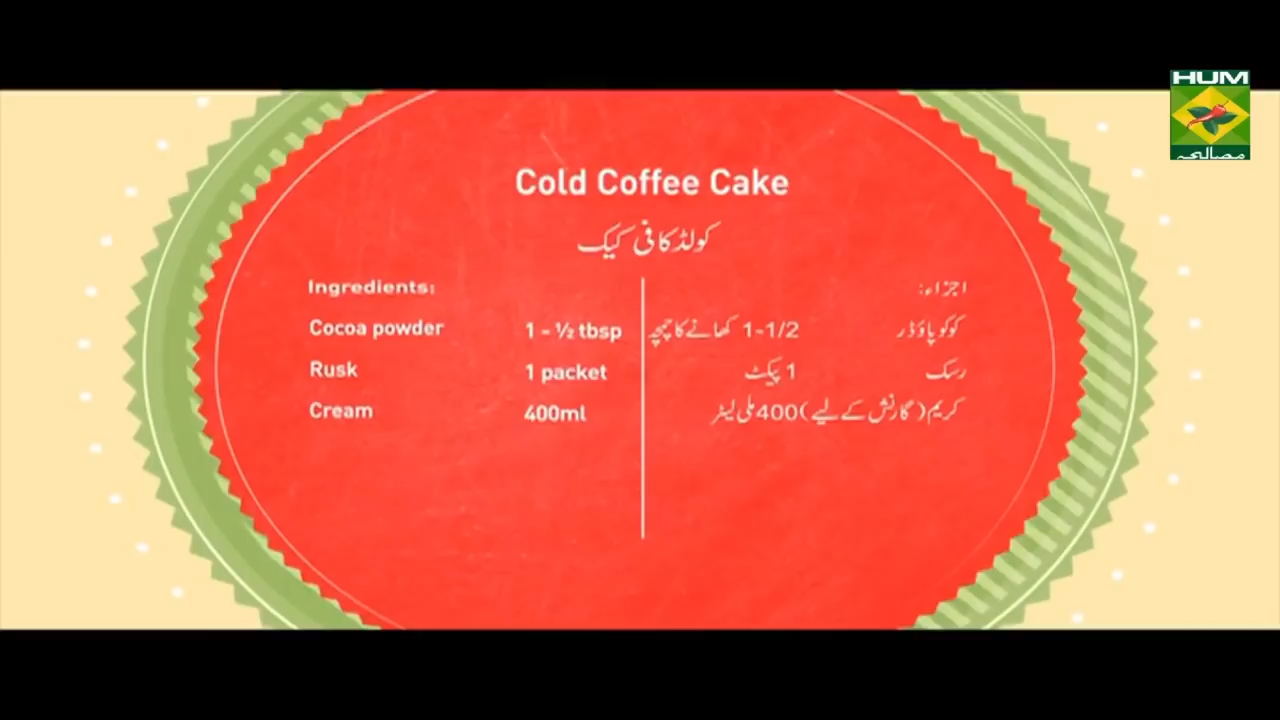 HUM
مصالحہ
Cold Coffee Cake
کولڈ کافی کیک
Ingredients:
Cocoa powder 1 - ½ tbsp
Rusk 1 packet
Cream 400ml
اجزاء:
کوکو پاؤڈر 1-1/2 کھانے کا چمچہ
رسک 1 پیکٹ
کریم (گارنش کے لیے) 400 ملی لیٹر